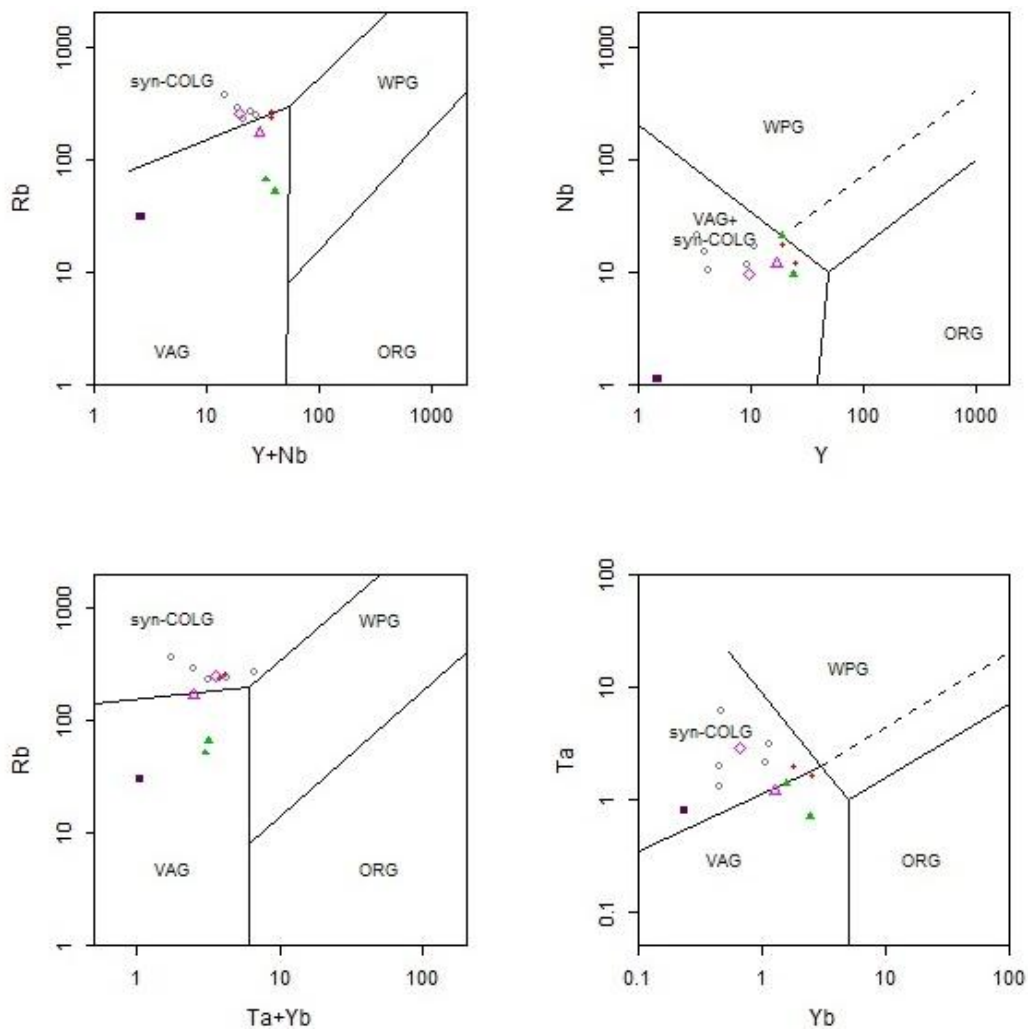 1000
syn-COLG
WPG
100
Rb
10
VAG
ORG
1
1
10
100
1000
Y+Nb
1000
WPG
100
Nb
VAG+
syn-COLG
10
ORG
1
1
10
100
1000
Y
1000
syn-COLG
WPG
100
Rb
10
VAG
ORG
1
1
10
100
Ta+Yb
100
WPG
10
syn-COLG
Ta
1
VAG
ORG
0.1
0.1
1
10
100
Yb